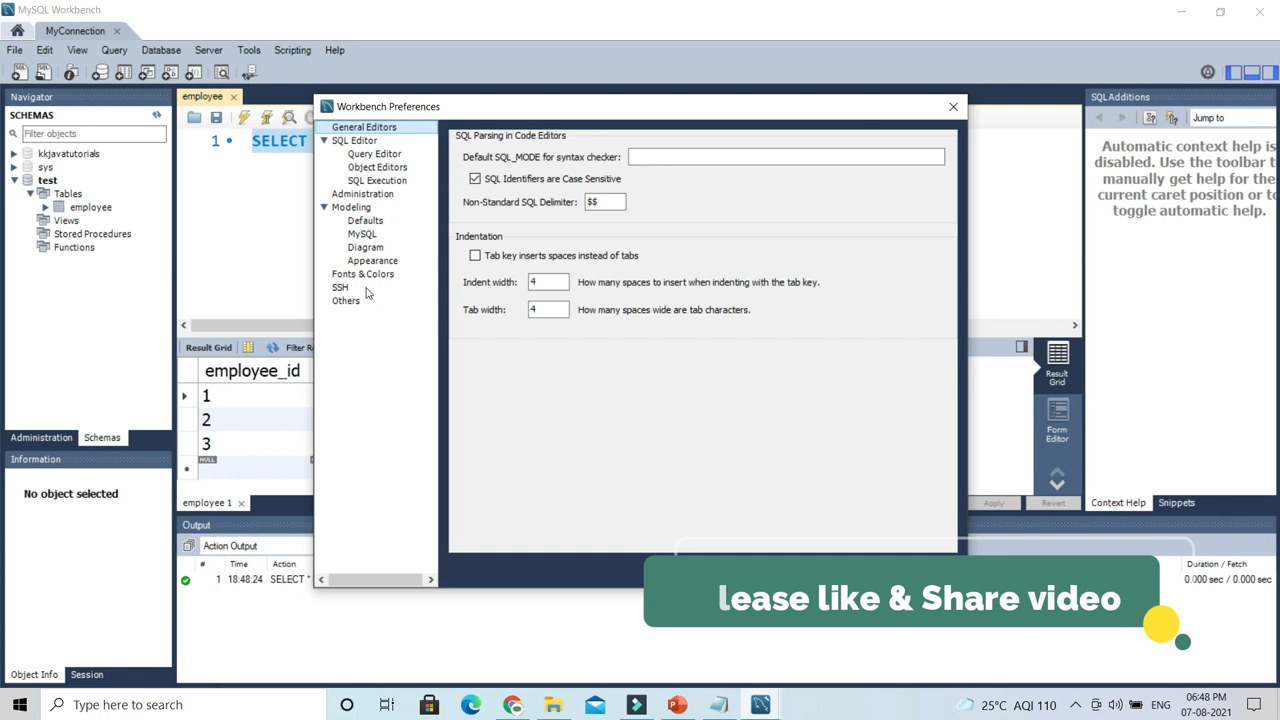 MySQL Workbench
MyConnection
File Edit View Query Database Server Tools Scripting Help
Navigator
SCHEMAS
Filter objects
kkjavatutorials
sys
test
Tables
employee
Views
Stored Procedures
Functions
Administration Schemas
Information
No object selected
Object Info Session
employee
1 SELECT
Result Grid Filter R
employee_id
1
2
3
NULL
employee 1
Output
Action Output
# Time Action
1 18:48:24 SELECT *
Workbench Preferences
General Editors
SQL Editor
Query Editor
Object Editors
SQL Execution
Administration
Modeling
Defaults
MySQL
Diagram
Appearance
Fonts & Colors
SSH
Others
SQL Parsing in Code Editors
Default SQL_MODE for syntax checker:
SQL Identifiers are Case Sensitive
Non-Standard SQL Delimiter: $$
Indentation
Tab key inserts spaces instead of tabs
Indent width: 4 How many spaces to insert when indenting with the tab key.
Tab width: 4 How many spaces wide are tab characters.
Result
Grid
Form
Editor
Apply Revert
SQLAdditions
Jump to
Automatic context help is
disabled. Use the toolbar t
manually get help for the
current caret position or to
toggle automatic help.
Context Help Snippets
Duration / Fetch
0.000 sec / 0.000 sec
lease like & Share video
Type here to search
25°C AQI 110
ENG
06:48 PM
07-08-2021